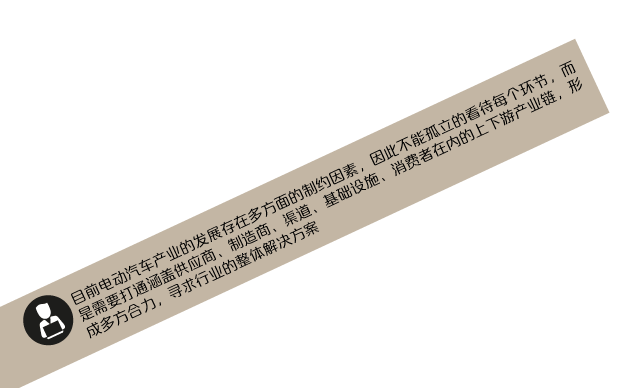 目前电动汽车产业的发展存在多方面的制约因素，因此不能孤立的看待每个环节，而
是需要打通涵盖供应商、制造商、渠道、基础设施、消费者在内的上下游产业链，形
成多方合力，寻求行业的整体解决方案